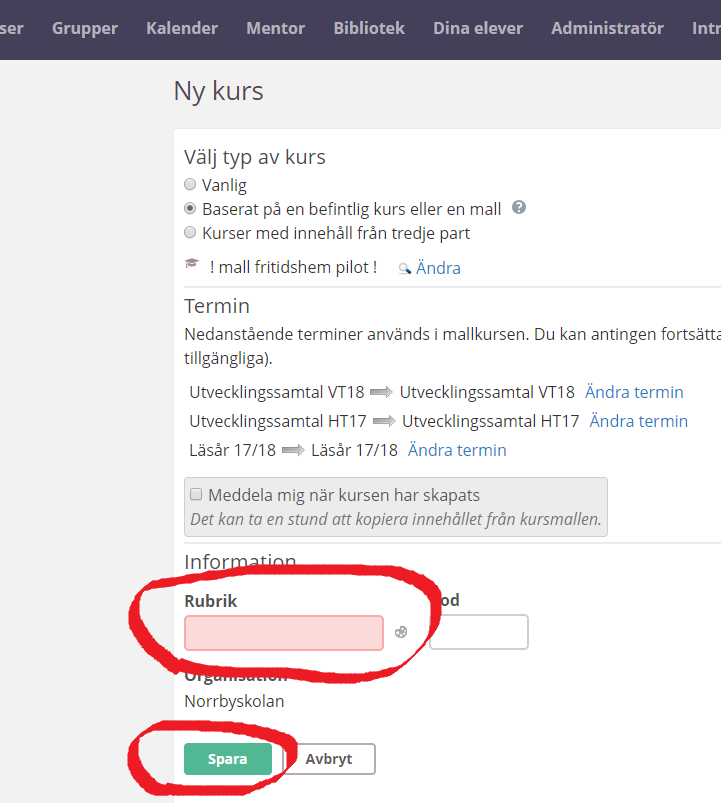 ser Grupper Kalender Mentor Bibliotek Dina elever Administratör Intr
Ny kurs
Välj typ av kurs
Vanlig
Baserat på en befintlig kurs eller en mall ?
Kurser med innehåll från tredje part
! mall fritidshem pilot ! Ändra
Termin
Nedanstående terminer används i mallkursen. Du kan antingen fortsätta
tillgängliga).
Utvecklingssamtal VT18 Utvecklingssamtal VT18 Ändra termin
Utvecklingssamtal HT17 Utvecklingssamtal HT17 Ändra termin
Läsår 17/18 Läsår 17/18 Ändra termin
Meddela mig när kursen har skapats
Det kan ta en stund att kopiera innehållet från kursmallen.
Information
Rubrik od
Organisation
Norrbyskolan
Spara Avbryt